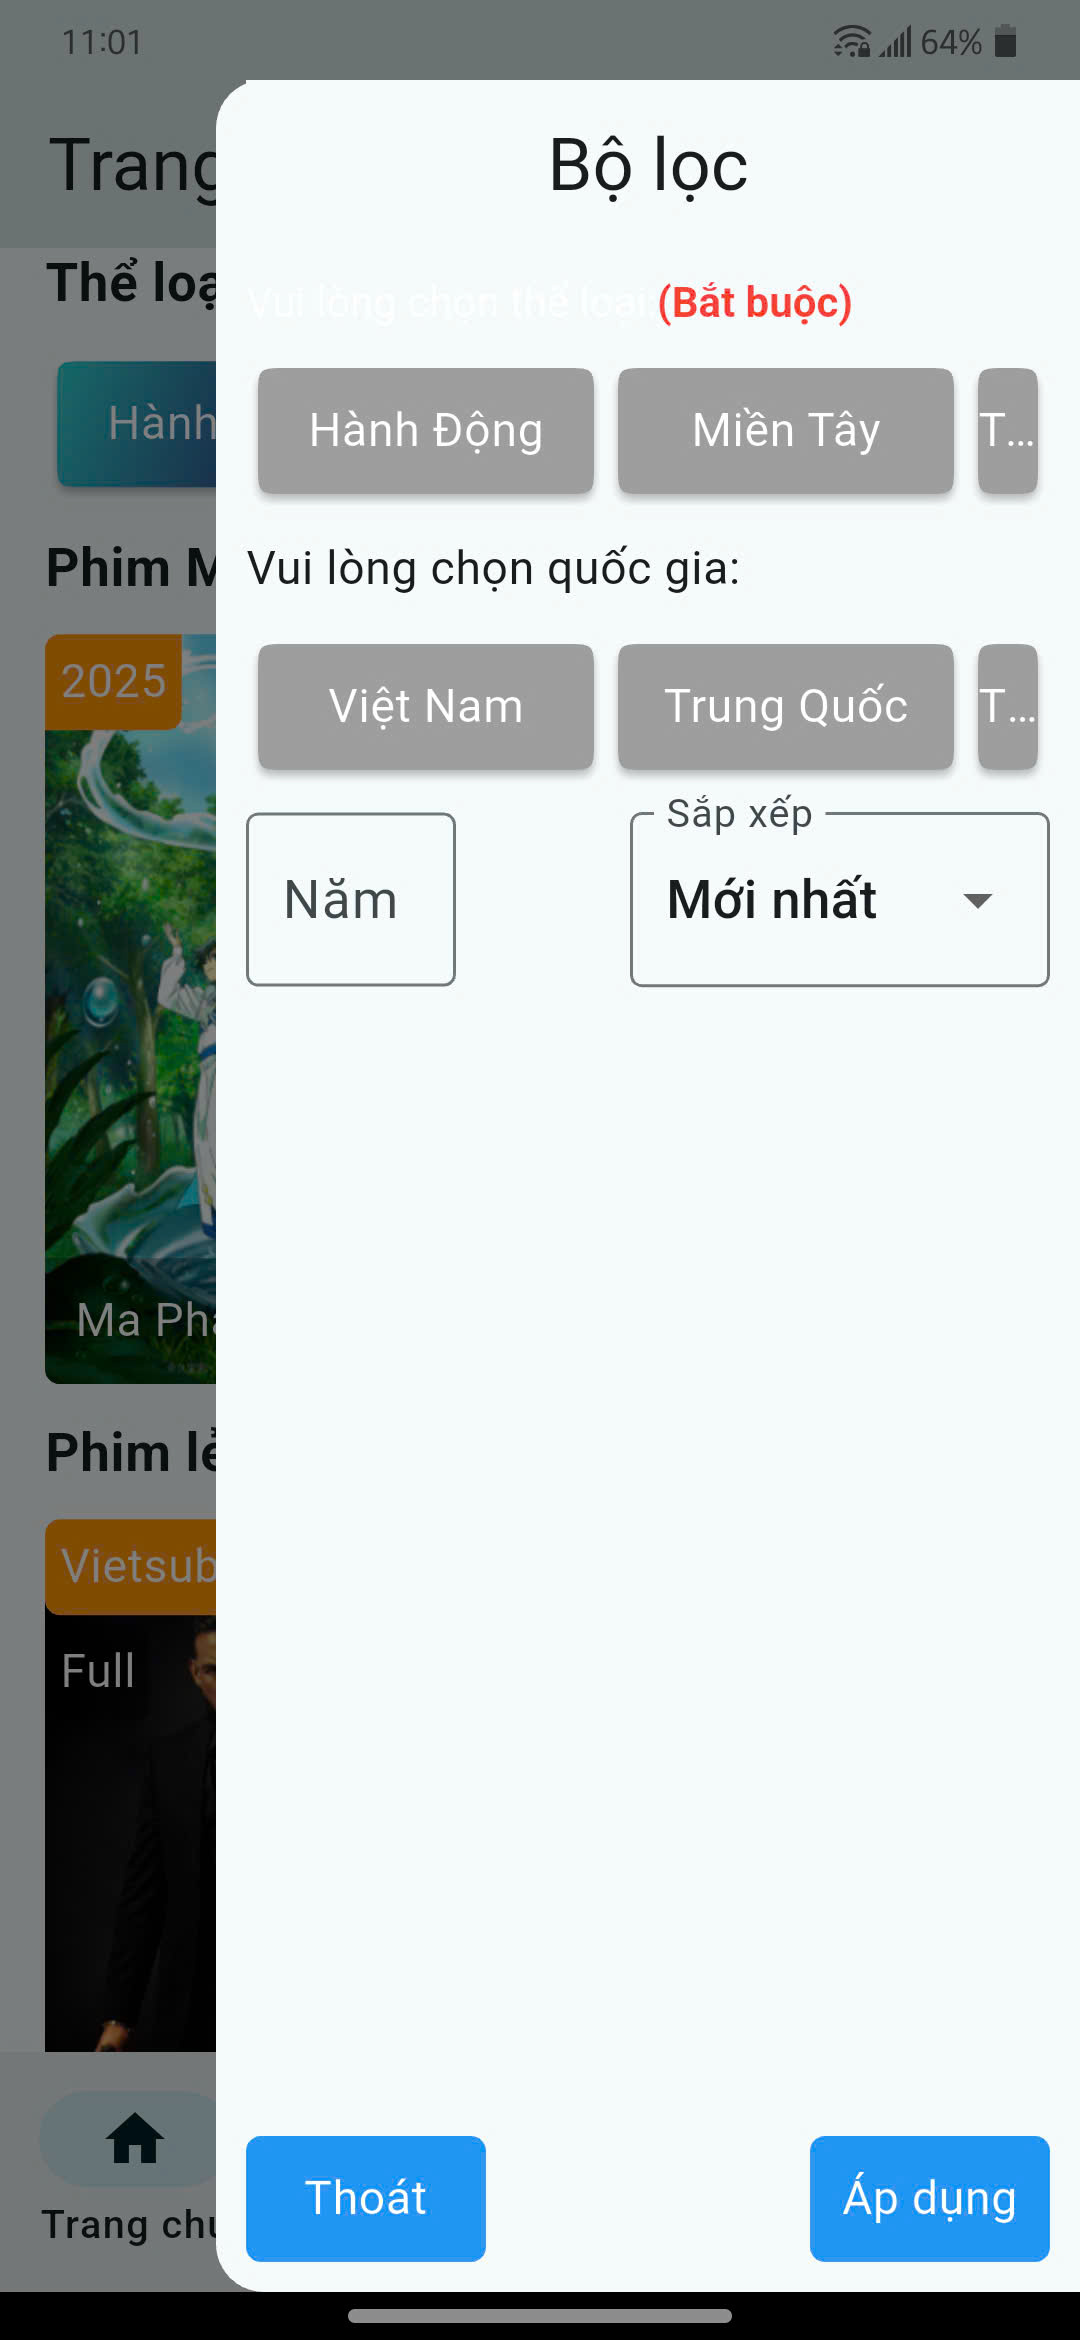 11:01
64%
Trang
Bộ lọc
Thể loạ
Vui lòng chọn thể loại:(Bắt buộc)
Hành
Hành Động
Miền Tây
T...
Phim M
Vui lòng chọn quốc gia:
2025
Việt Nam
Trung Quốc
T...
Sắp xếp
Năm
Mới nhất
Ma Phá
Phim lẻ
Vietsub
Full
Trang chủ
Thoát
Áp dụng